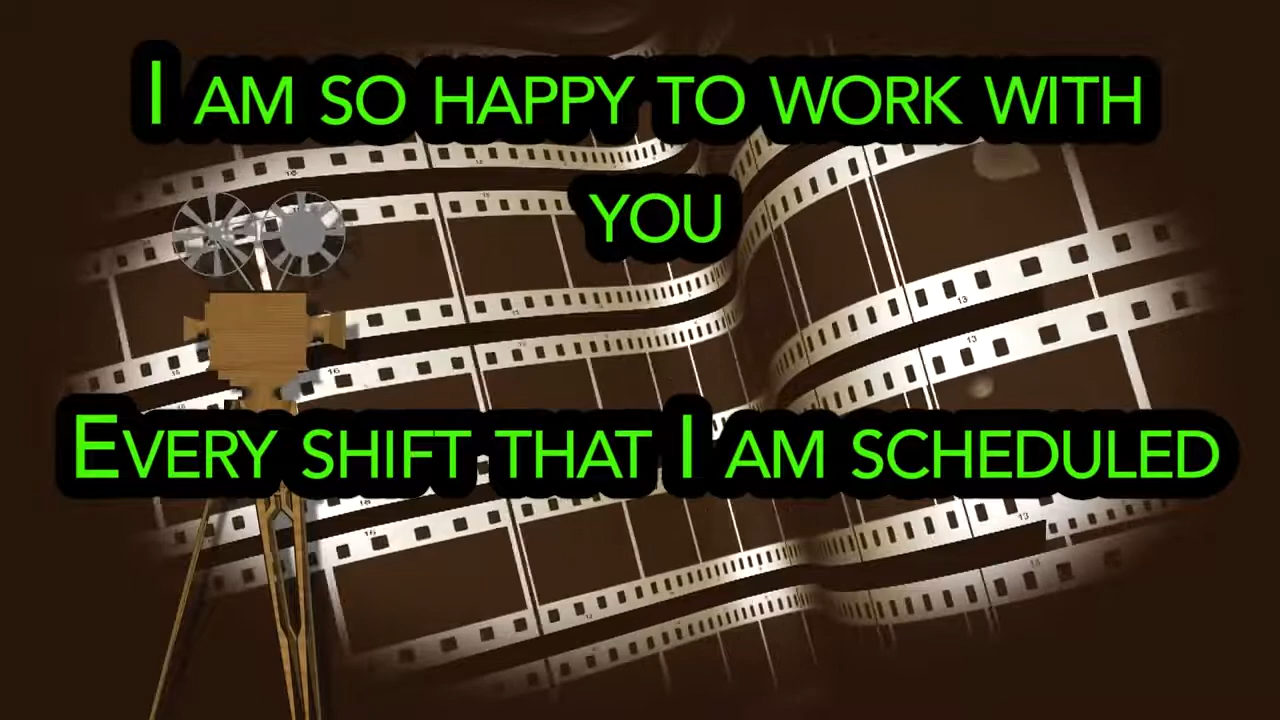 I AM SO HAPPY TO WORK WITH
YOU
EVERY SHIFT THAT I AM SCHEDULED